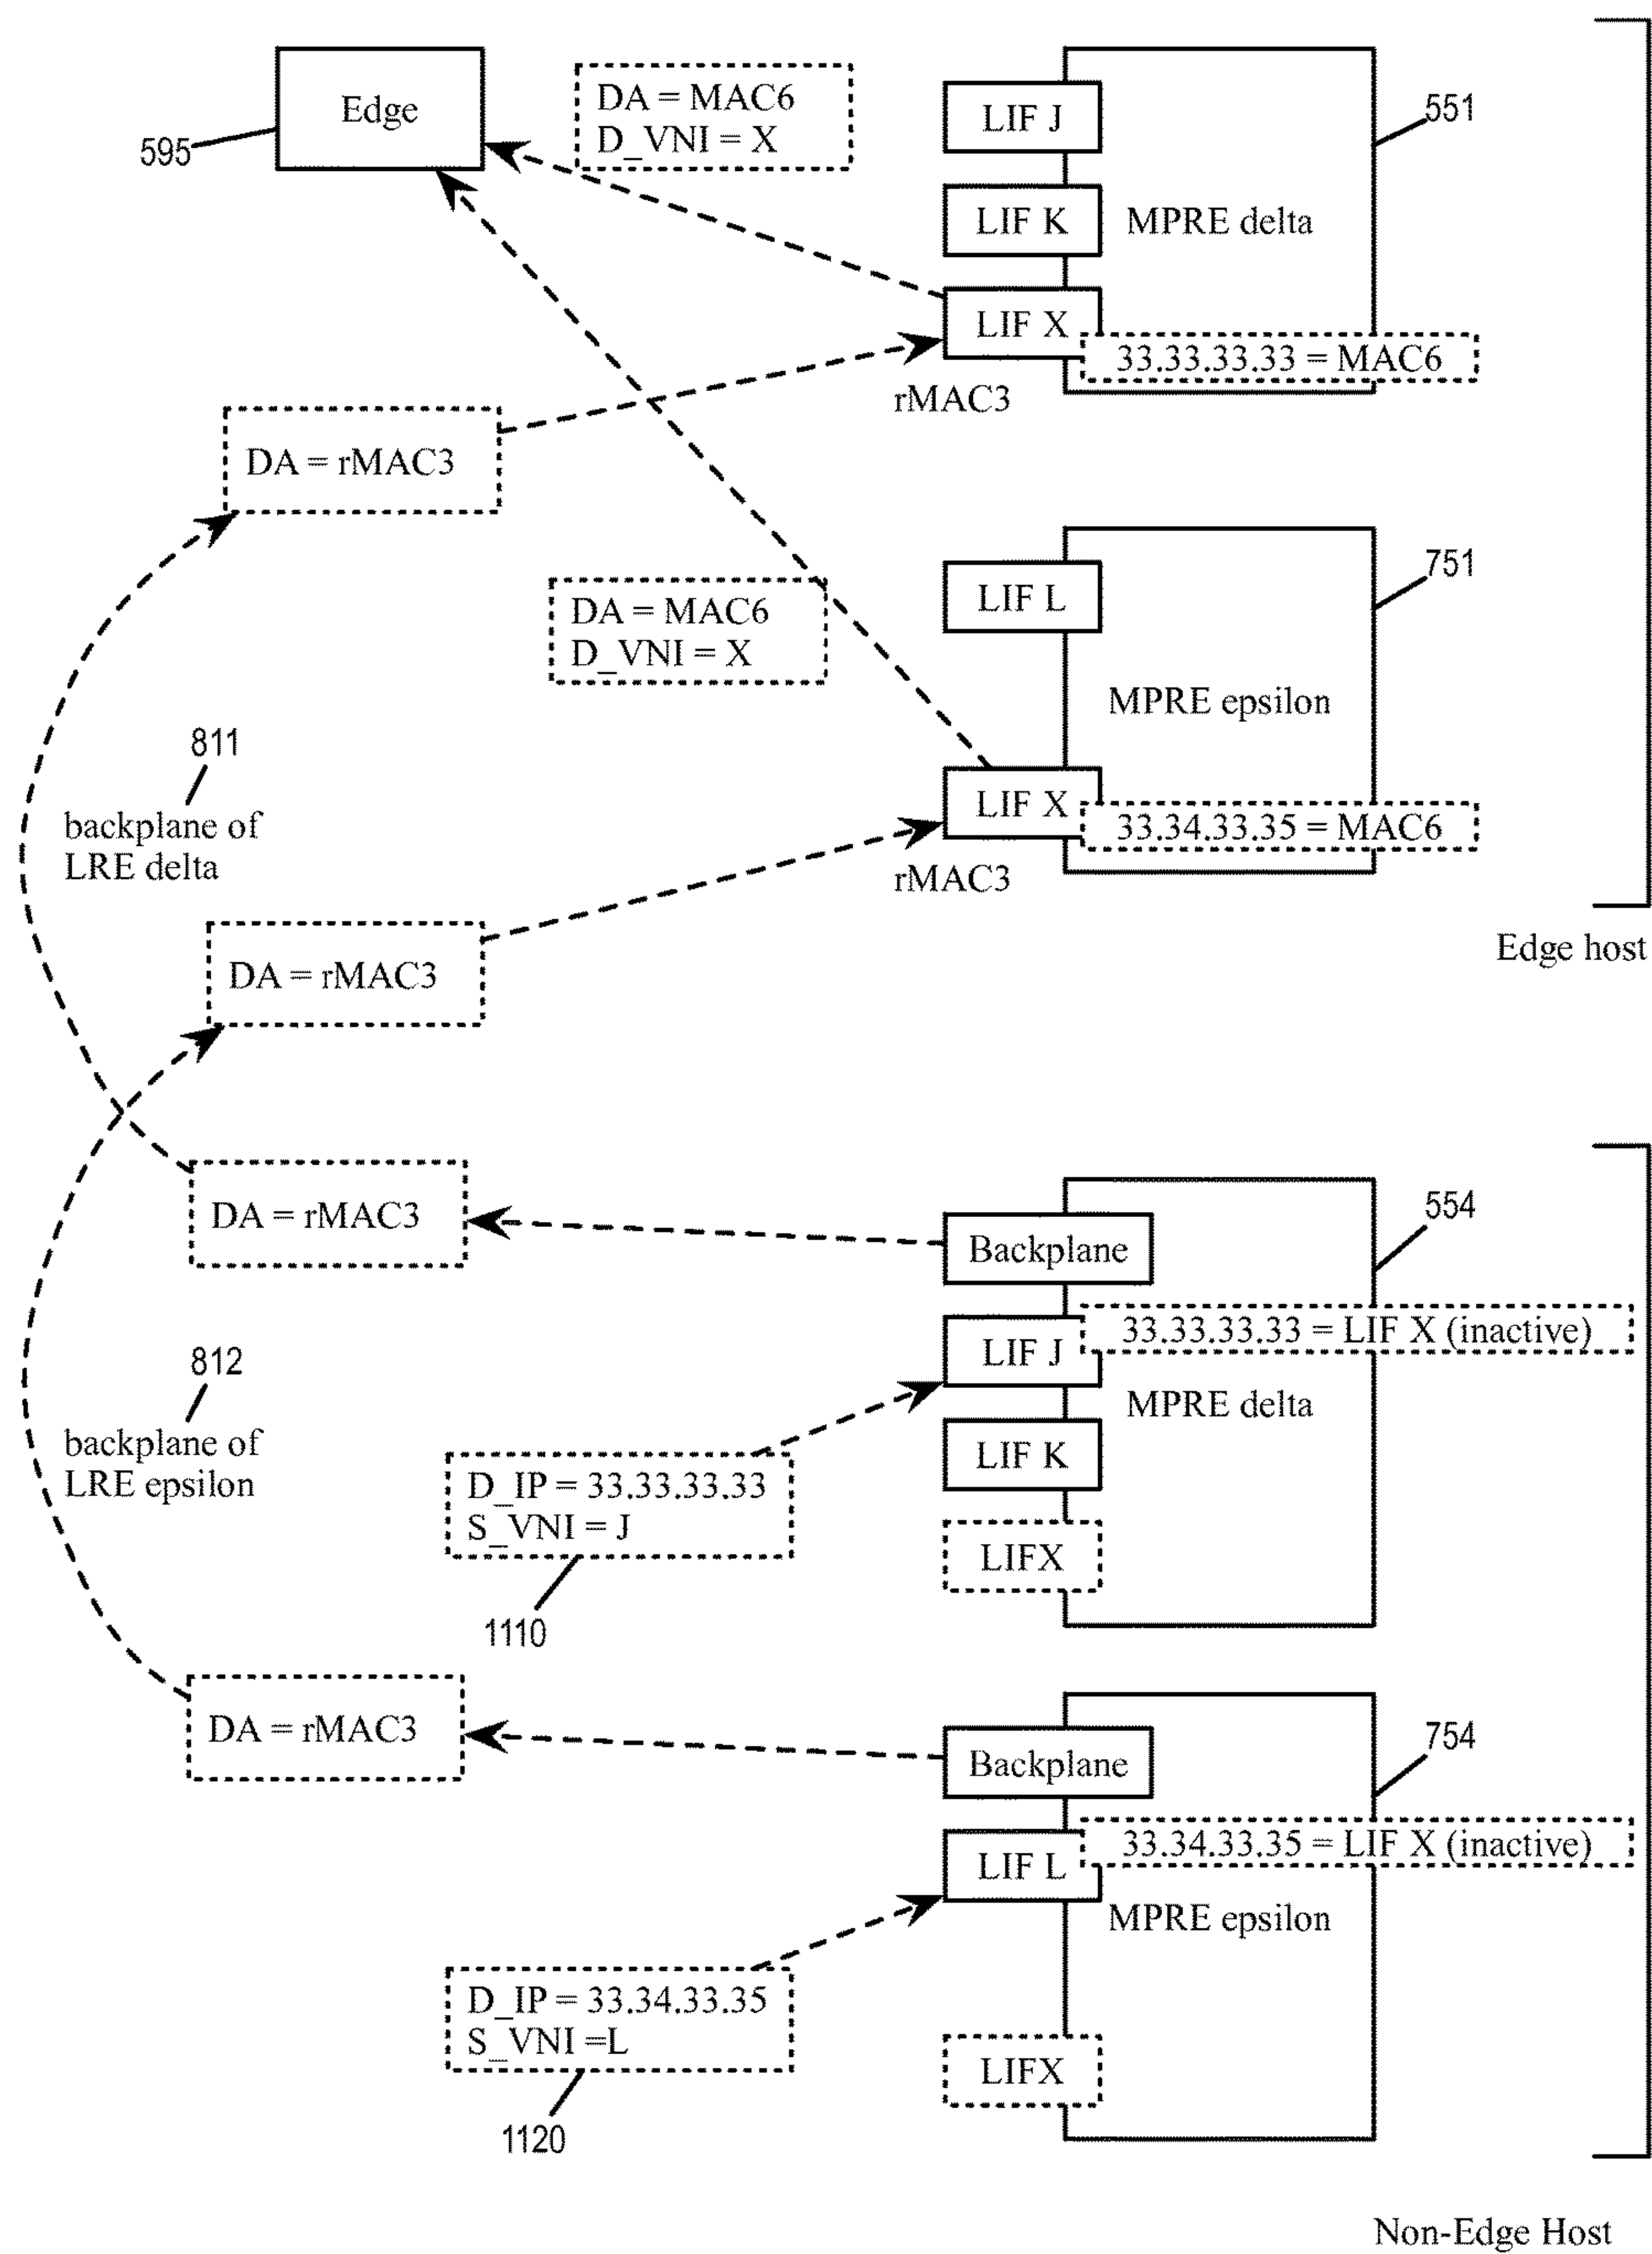 Edge
595
DA = MAC6
D_VNI = X
LIF J
551
LIF K
MPRE delta
LIF X
33.33.33.33 = MAC6
rMAC3
DA = rMAC3
LIF L
751
DA = MAC6
D_VNI = X
MPRE epsilon
811
backplane of
LRE delta
LIF X
33.34.33.35 = MAC6
rMAC3
DA = rMAC3
Edge host
DA = rMAC3
Backplane
554
33.33.33.33 = LIF X (inactive)
LIF J
MPRE delta
812
backplane of
LRE epsilon
LIF K
D_IP = 33.33.33.33
S_VNI = J
LIFX
1110
DA = rMAC3
Backplane
754
33.34.33.35 = LIF X (inactive)
LIF L
MPRE epsilon
D_IP = 33.34.33.35
S_VNI =L
LIFX
1120
Non-Edge Host